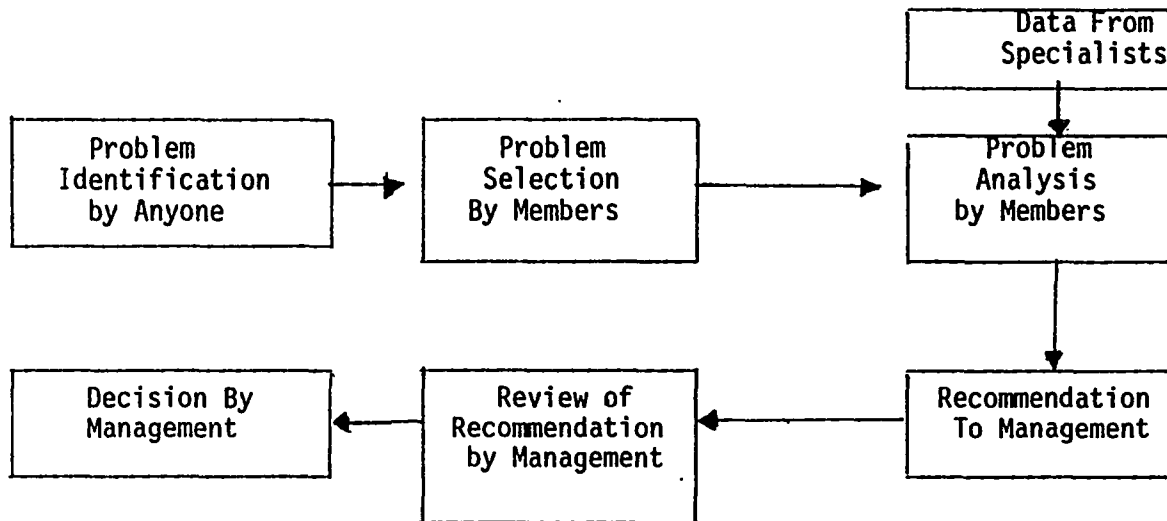 Data From
Specialists
Problem
Identification
by Anyone
Problem
Selection
By Members
Problem
Analysis
by Members
Decision By
Management
Review of
Recommendation
by Management
Recommendation
To Management